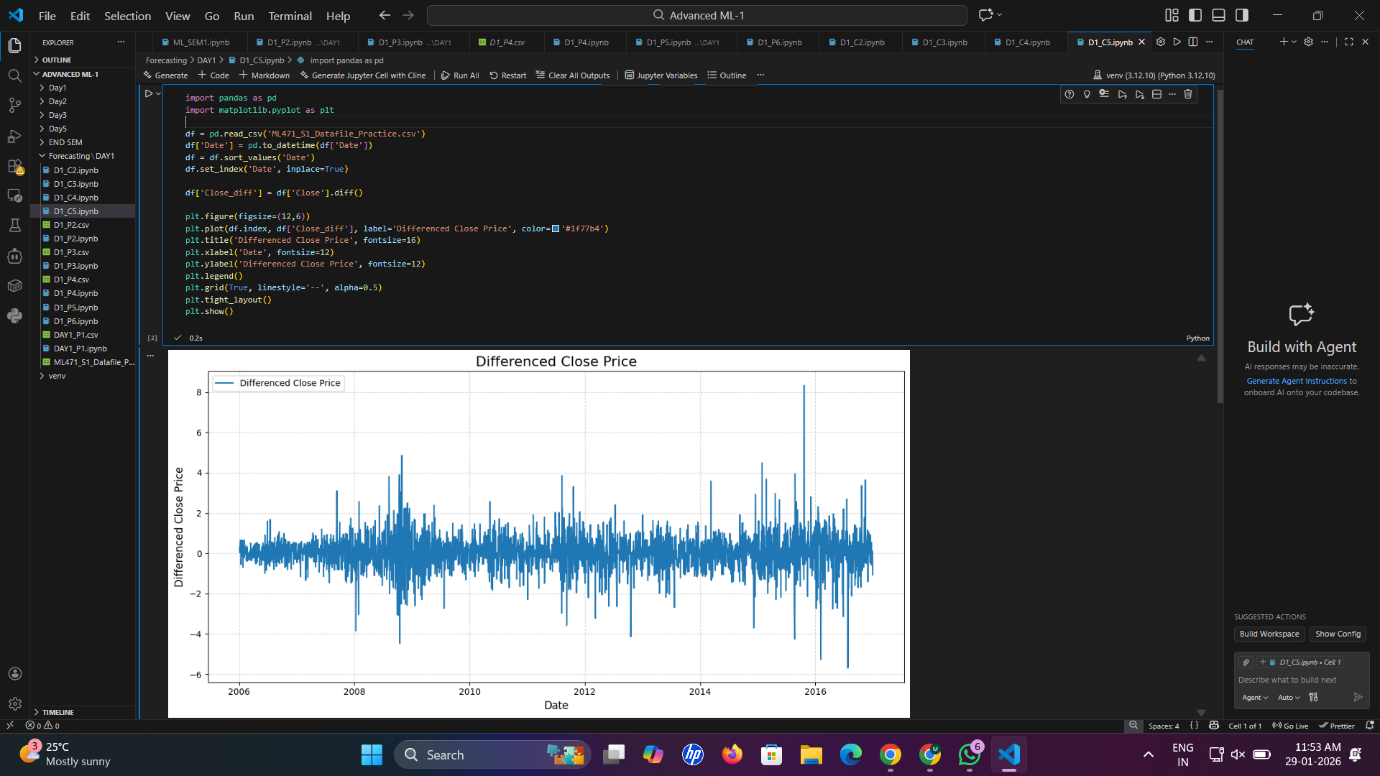 File Edit Selection View Go Run Terminal Help
Advanced ML-1
EXPLORER
ML_SEM1.ipynb
D1_P2.ipynb ...\DAY1
D1_P3.ipynb ...\DAY1
D1_P4.csv
D1_P4.ipynb
D1_P5.ipynb ...\DAY1
D1_P6.ipynb
D1_C2.ipynb
D1_C3.ipynb
D1_C4.ipynb
D1_C5.ipynb
CHAT
OUTLINE
ADVANCED ML-1
Day1
Day2
Day3
Day5
END SEM
Forecasting \ DAY1
D1_C2.ipynb
D1_C3.ipynb
D1_C4.ipynb
D1_C5.ipynb
D1_P2.csv
D1_P2.ipynb
D1_P3.csv
D1_P3.ipynb
D1_P4.csv
D1_P4.ipynb
D1_P5.ipynb
D1_P6.ipynb
DAY1_P1.csv
DAY1_P1.ipynb
ML471_S1_Datafile_P...
venv
TIMELINE
Forecasting > DAY1 > D1_C5.ipynb > import pandas as pd
Generate + Code + Markdown Generate Jupyter Cell with Cline Run All Restart Clear All Outputs Jupyter Variables Outline ...
venv (3.12.10) (Python 3.12.10)
import pandas as pd
import matplotlib.pyplot as plt
df = pd.read_csv('ML471_S1_Datafile_Practice.csv')
df['Date'] = pd.to_datetime(df['Date'])
df = df.sort_values('Date')
df.set_index('Date', inplace=True)
df['Close_diff'] = df['Close'].diff()
plt.figure(figsize=(12,6))
plt.plot(df.index, df['Close_diff'], label='Differenced Close Price', color='#1f77b4')
plt.title('Differenced Close Price', fontsize=16)
plt.xlabel('Date', fontsize=12)
plt.ylabel('Differenced Close Price', fontsize=12)
plt.legend()
plt.grid(True, linestyle='--', alpha=0.5)
plt.tight_layout()
plt.show()
[2] 0.2s
Python
Differenced Close Price
Differenced Close Price
Differenced Close Price
8
6
4
2
0
−2
−4
−6
2006 2008 2010 2012 2014 2016
Date
Build with Agent
AI responses may be inaccurate.
Generate Agent Instructions to
onboard AI onto your codebase.
SUGGESTED ACTIONS
Build Workspace Show Config
D1_C5.ipynb • Cell 1
Describe what to build next
Agent Auto
0 0
Spaces: 4 { } Cell 1 of 1 Go Live Prettier
3
25°C
Mostly sunny
Search
6
ENG
IN
11:53 AM
29-01-2026